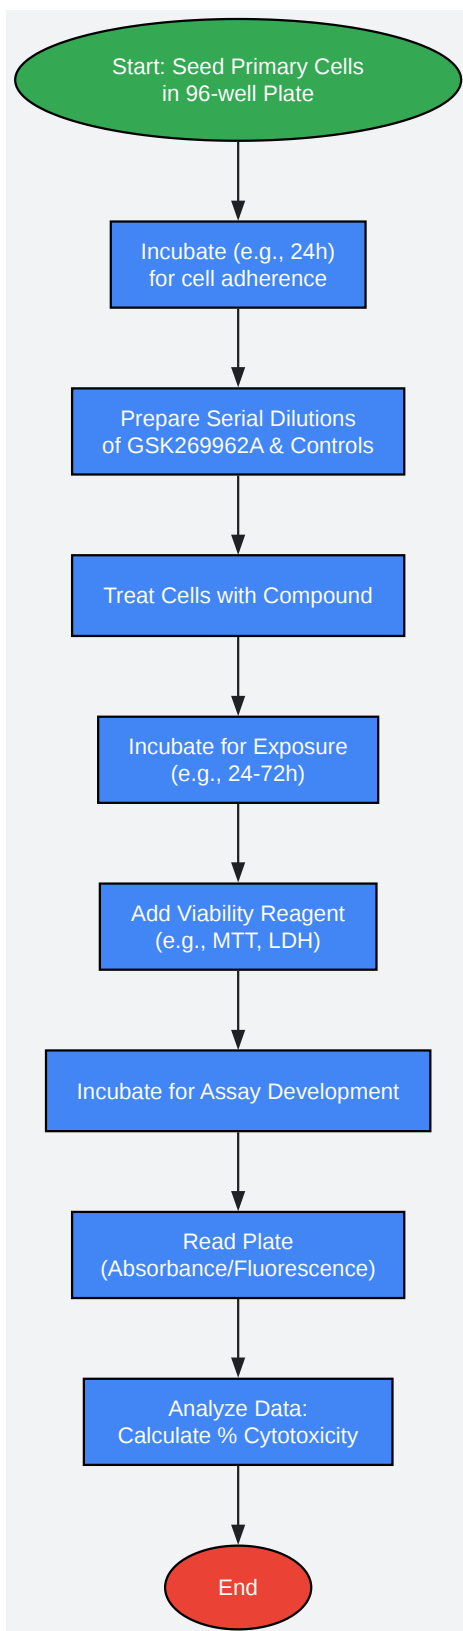 Start: Seed Primary Cells
in 96-well Plate
Incubate (e.g., 24h)
for cell adherence
Prepare Serial Dilutions
of GSK269962A & Controls
Treat Cells with Compound
Incubate for Exposure
(e.g., 24-72h)
Add Viability Reagent
(e.g., MTT, LDH)
Incubate for Assay Development
Read Plate
(Absorbance/Fluorescence)
Analyze Data:
Calculate % Cytotoxicity
End